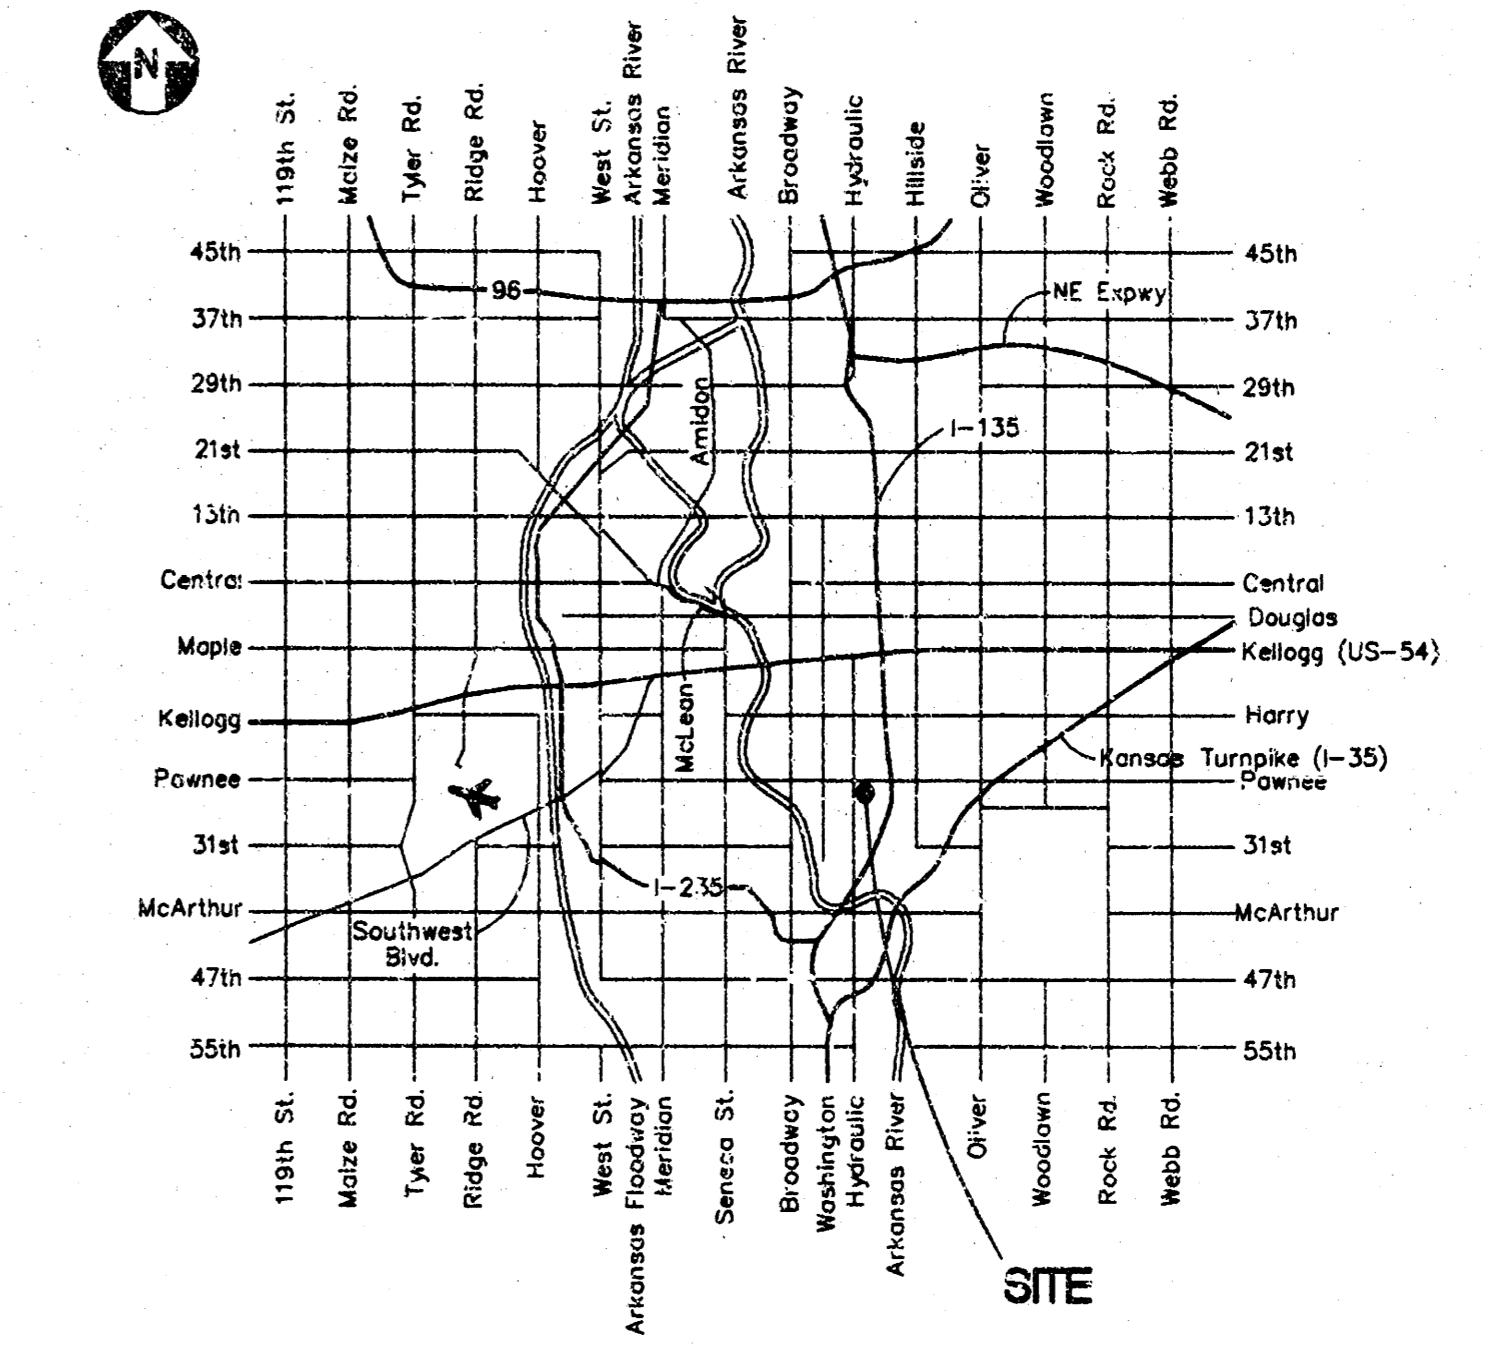 N
119th St.
Maize Rd.
Tyler Rd.
Ridge Rd.
Hoover
West St.
Arkansas River
Meridian
Arkansas River
Broadway
Hydraulic
Hillside
Oliver
Woodlawn
Rock Rd.
Webb Rd.
45th
45th
96
NE Expwy
37th
37th
29th
29th
Amidon
I-135
21st
21st
13th
13th
Central
Central
Douglas
Maple
Kellogg (US-54)
McLean
Kellogg
Harry
Kansas Turnpike (I-35)
Pawnee
Pawnee
31st
31st
I-235
McArthur
McArthur
Southwest
Blvd.
47th
47th
55th
55th
119th St.
Maize Rd.
Tyler Rd.
Ridge Rd.
Hoover
West St.
Arkansas Floodway
Meridian
Seneca St.
Broadway
Washington
Hydraulic
Arkansas River
Oliver
Woodlawn
Rock Rd.
Webb Rd.
SITE